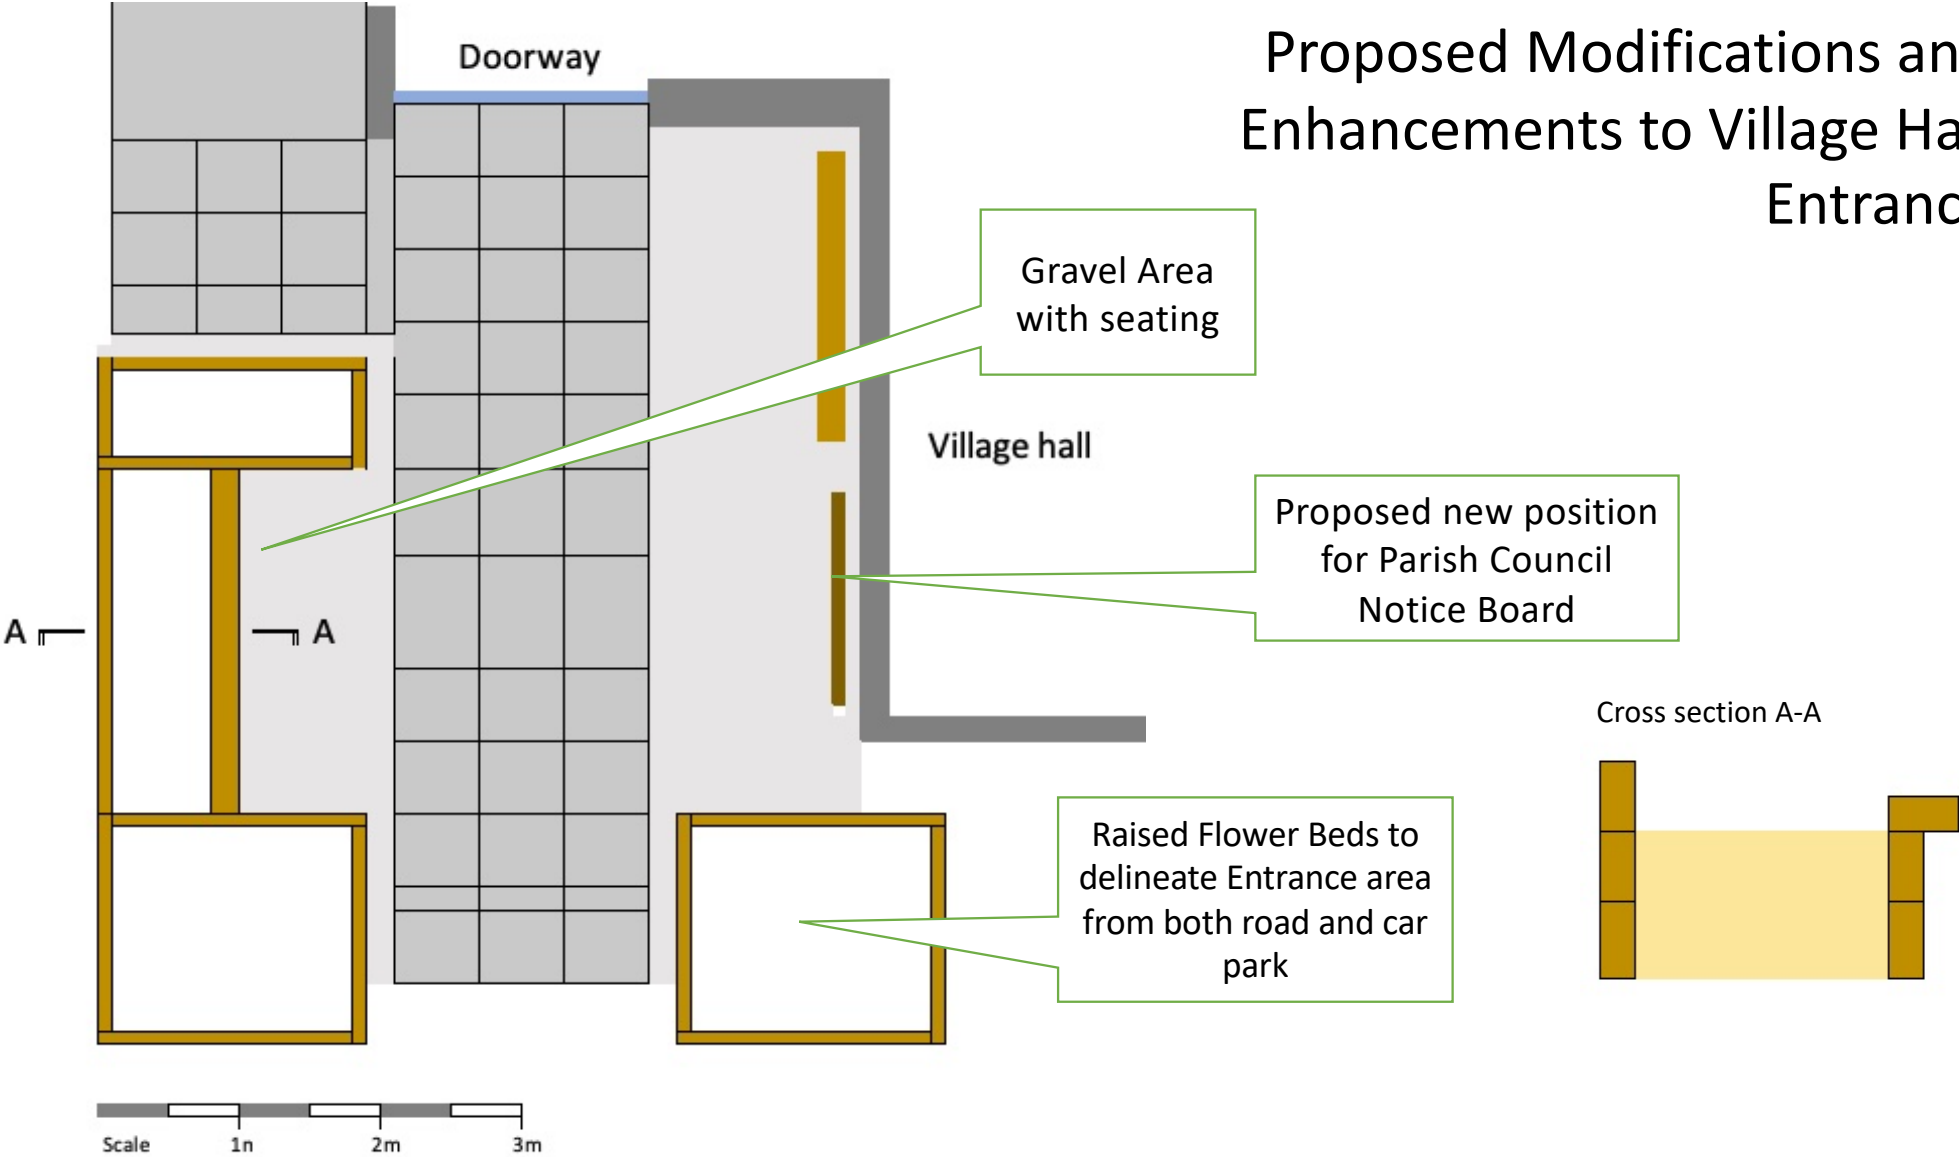 Proposed Modifications an
Enhancements to Village Ha
Entranc
Doorway
Gravel Area
with seating
Village hall
Proposed new position
for Parish Council
Notice Board
A A
Cross section A-A
Raised Flower Beds to
delineate Entrance area
from both road and car
park
Scale 1n 2m 3m